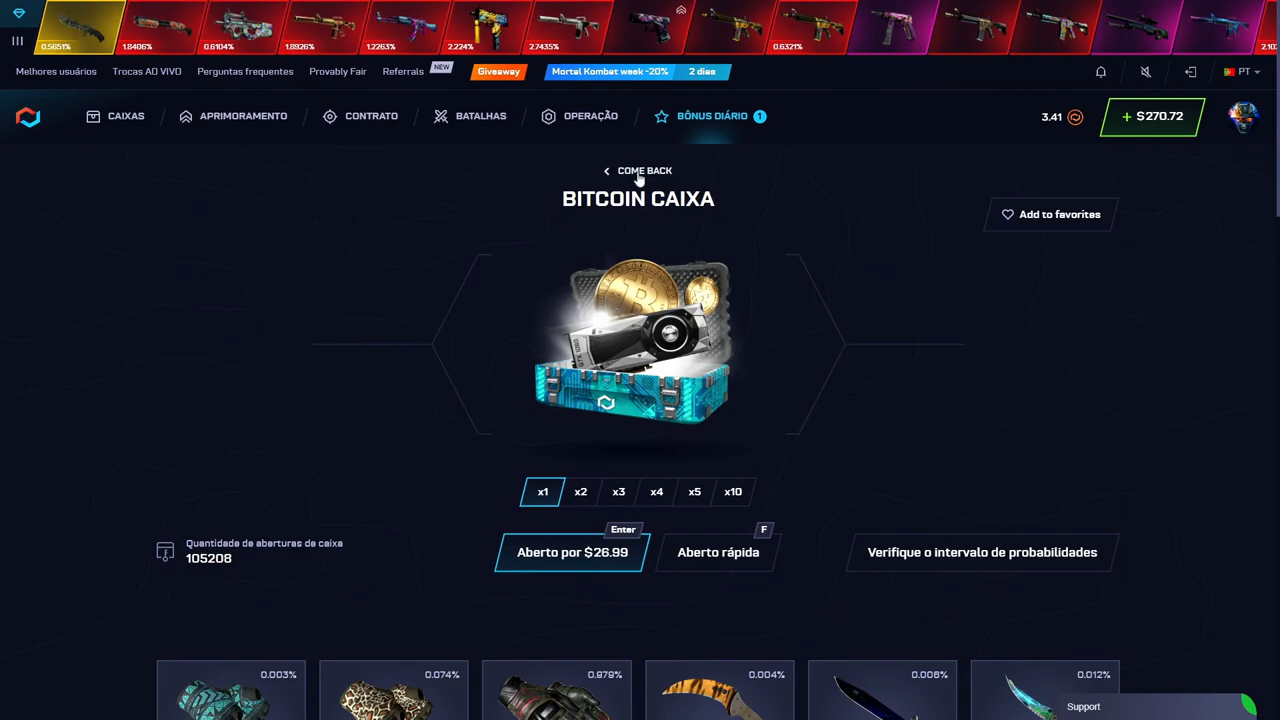 0.5651%
1.8406%
0.6104%
1.8926%
1.2263%
2.224%
2.7435%
0.6321%
Melhores usuários
Trocas AO VIVO
Perguntas frequentes
Provably Fair
Referrals
NEW
Giveaway
Mortal Kombat week -20%
2 dias
PT
CAIXAS
APRIMORAMENTO
CONTRATO
BATALHAS
OPERAÇÃO
BÔNUS DIÁRIO
1
3.41
+ $270.72
COME BACK
BITCOIN CAIXA
Add to favorites
x1
x2
x3
x4
x5
x10
Quantidade de aberturas da caixa
105208
Enter
Aberto por $26.99
F
Aberto rápida
Verifique o intervalo de probabilidades
0.003%
0.074%
0.979%
0.004%
0.006%
0.012%
Support